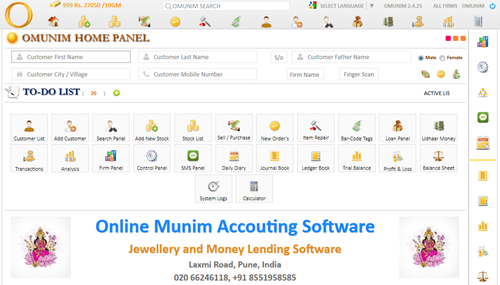 999 Rs. 27050 /10GM
OMUNIM SEARCH
SELECT LANGUAGE ▼
OMUNIM 2.4.25
ALL FIRMS
OMUNIM
OMUNIM HOME PANEL
Customer First Name
Customer Last Name
S/o
Customer Father Name
Male
Female
Customer City / Village
Customer Mobile Number
Firm Name
Finger Scan
TO-DO LIST ( 20 )
ACTIVE LIS
Customer List
Add Customer
Search Panel
Add New Stock
Stock List
Sell / Purchase
New Order's
Item Repair
Bar-Code Tags
Loan Panel
Udhaar Money
Transactions
Analysis
Firm Panel
Control Panel
SMS Panel
Daily Diary
Journal Book
Ledger Book
Trial Balance
Profit & Loss
Balance Sheet
System Logs
Calculator
Online Munim Accouting Software
Jewellery and Money Lending Software
Laxmi Road, Pune, India
020 66246118, +91 8551958585